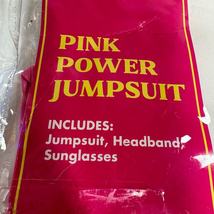 PINK
POWER
JUMPSUIT
INCLUDES:
Jumpsuit, Headband,
Sunglasses